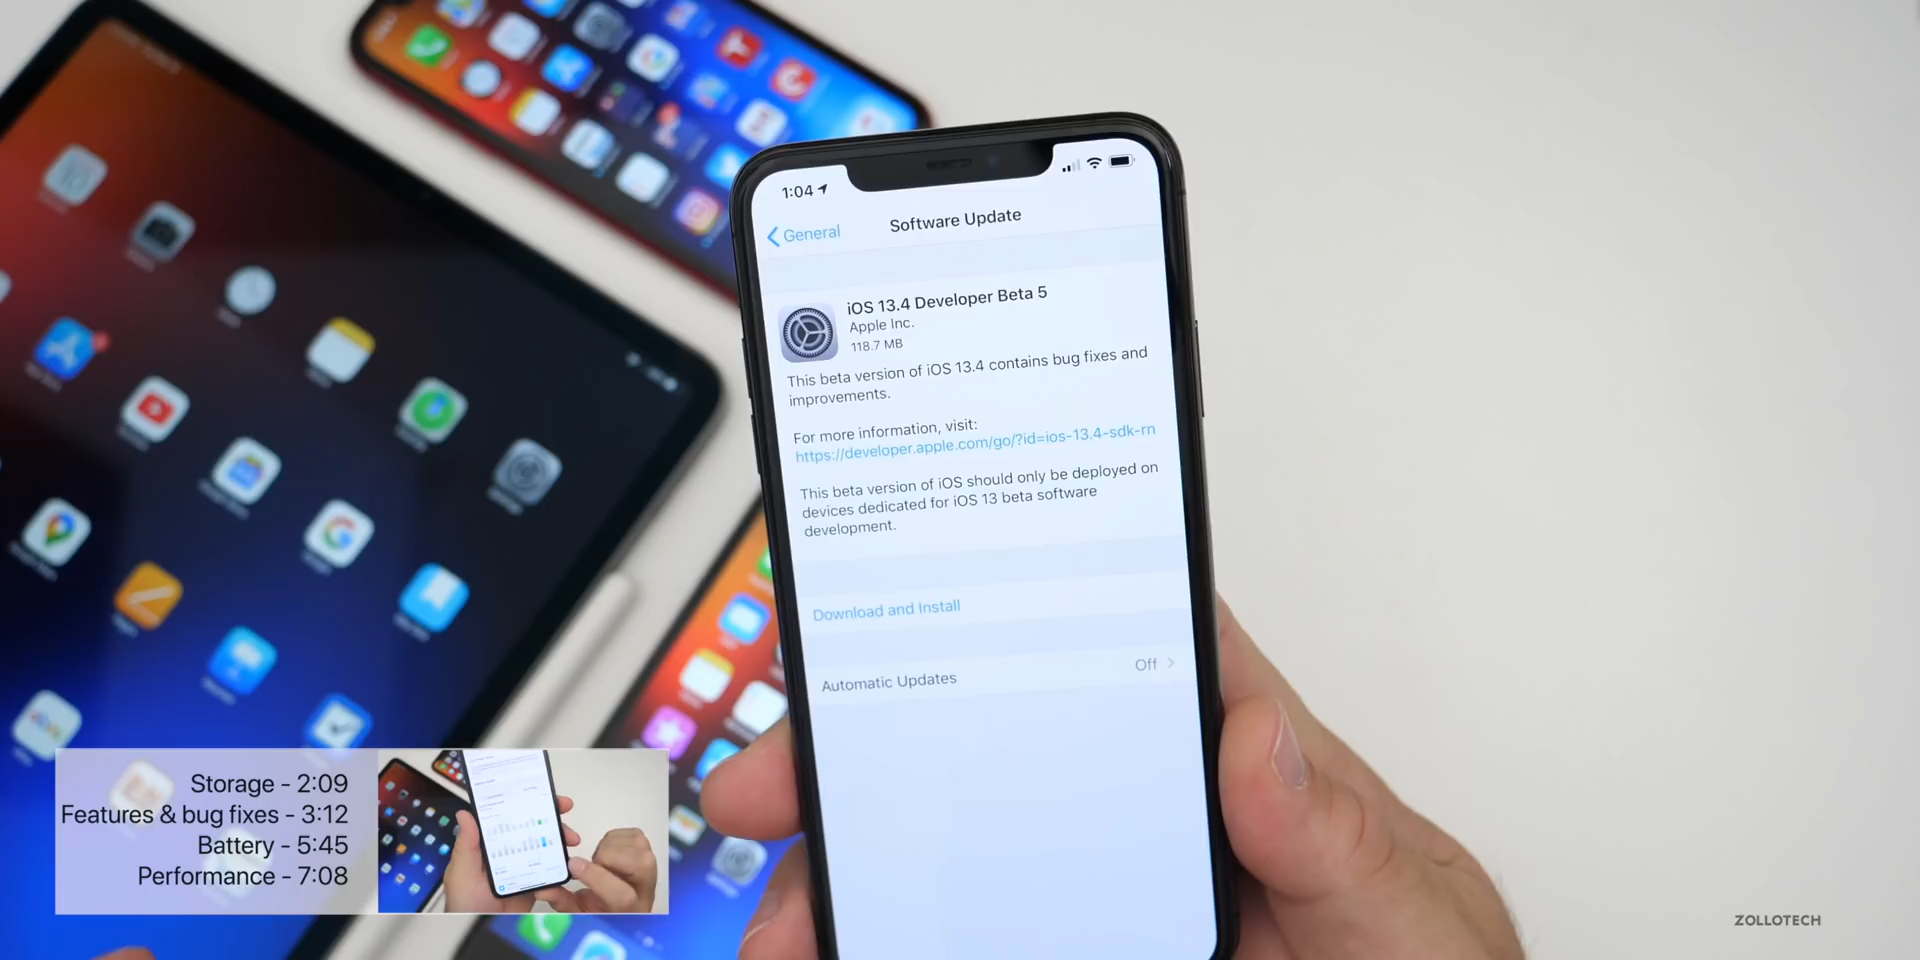 1:04
General
Software Update
iOS 13.4 Developer Beta 5
Apple Inc.
118.7 MB
This beta version of iOS 13.4 contains bug fixes and
improvements.
For more information, visit:
https://developer.apple.com/go/?id=ios-13.4-sdk-rn
This beta version of iOS should only be deployed on
devices dedicated for iOS 13 beta software
development.
Download and Install
Automatic Updates Off
Storage - 2:09
Features & bug fixes - 3:12
Battery - 5:45
Performance - 7:08
ZOLLOTECH